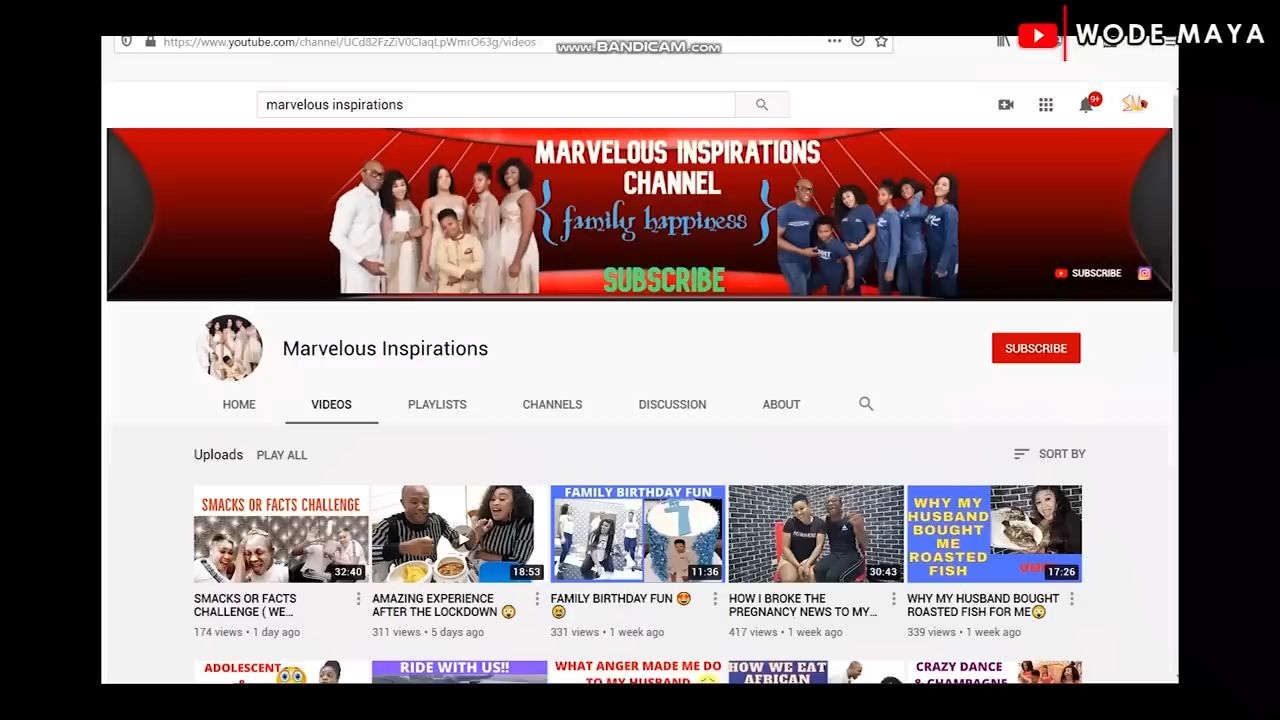 WODE MAYA
https://www.youtube.com/channel/UCd82FzZiV0CIaqLpWmrO63g/videos
www.BANDICAM.com
marvelous inspirations
9+
MARVELOUS INSPIRATIONS
CHANNEL
{family happiness}
SUBSCRIBE
SUBSCRIBE
Marvelous Inspirations
SUBSCRIBE
HOME VIDEOS PLAYLISTS CHANNELS DISCUSSION ABOUT
Uploads PLAY ALL SORT BY
SMACKS OR FACTS CHALLENGE
32:40
SMACKS OR FACTS
CHALLENGE ( WE...
174 views • 1 day ago
18:53
AMAZING EXPERIENCE
AFTER THE LOCKDOWN 😲
311 views • 5 days ago
FAMILY BIRTHDAY FUN
11:36
FAMILY BIRTHDAY FUN 😍
😆
331 views • 1 week ago
30:43
HOW I BROKE THE
PREGNANCY NEWS TO MY...
417 views • 1 week ago
WHY MY
HUSBAND
BOUGHT
ME
ROASTED
FISH
17:26
WHY MY HUSBAND BOUGHT
ROASTED FISH FOR ME😲
339 views • 1 week ago
ADOLESCENT
&
RIDE WITH US!!
WHAT ANGER MADE ME DO
TO MY HUSBAND
HOW WE EAT
AFRICAN
CRAZY DANCE
& CHAMPAGNE